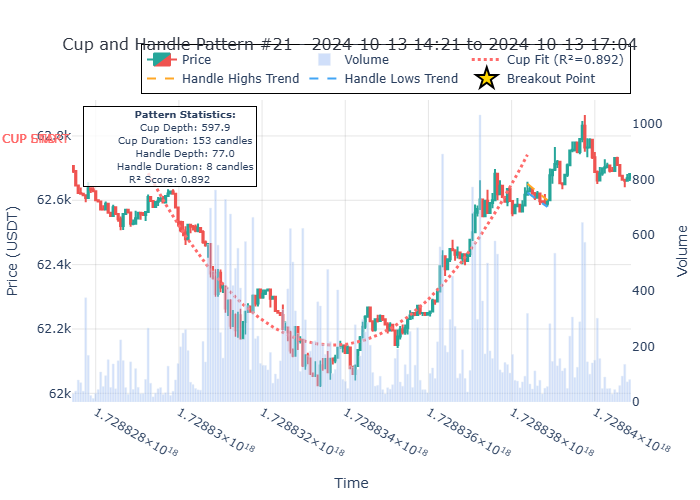 Cup and Handle Pattern #21 - 2024-10-13 14:21 to 2024-10-13 17:04
Price
Volume
Cup Fit (R²=0.892)
Handle Highs Trend
Handle Lows Trend
Breakout Point
Pattern Statistics:
Cup Depth: 597.9
Cup Duration: 153 candles
Handle Depth: 77.0
Handle Duration: 8 candles
R² Score: 0.892
62.8k
62.6k
62.4k
62.2k
62k
Price (USDT)
1000
800
600
400
200
0
Volume
1.728828×10¹⁸
1.72883×10¹⁸
1.728832×10¹⁸
1.728834×10¹⁸
1.728836×10¹⁸
1.728838×10¹⁸
1.72884×10¹⁸
Time